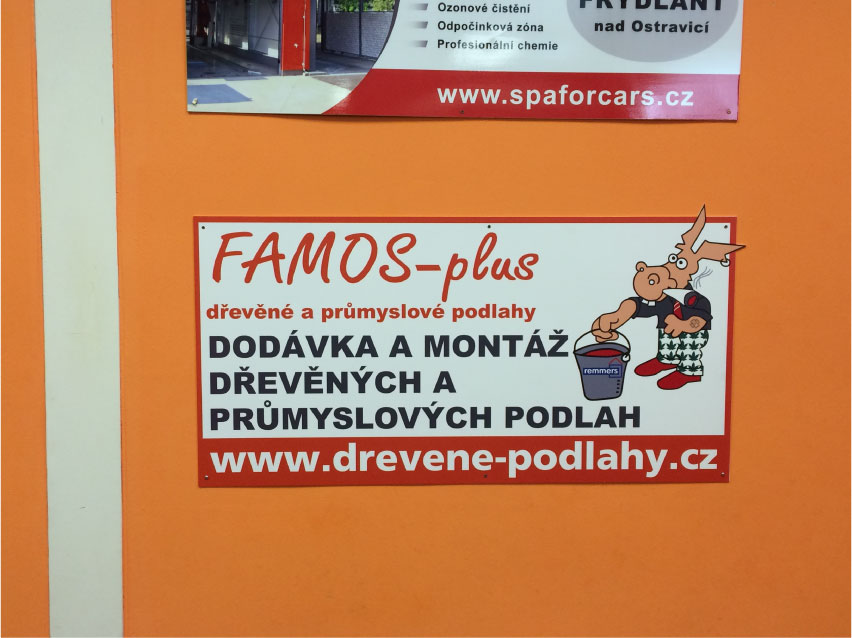 Ozonové čistění
Odpočinková zóna
Profesionální chemie
FRÝDLANT
nad Ostravicí
www.spaforcars.cz
FAMOS-plus
dřevěné a průmyslové podlahy
DODÁVKA A MONTÁŽ
DŘEVĚNÝCH A
PRŮMYSLOVÝCH PODLAH
remmers
www.drevene-podlahy.cz